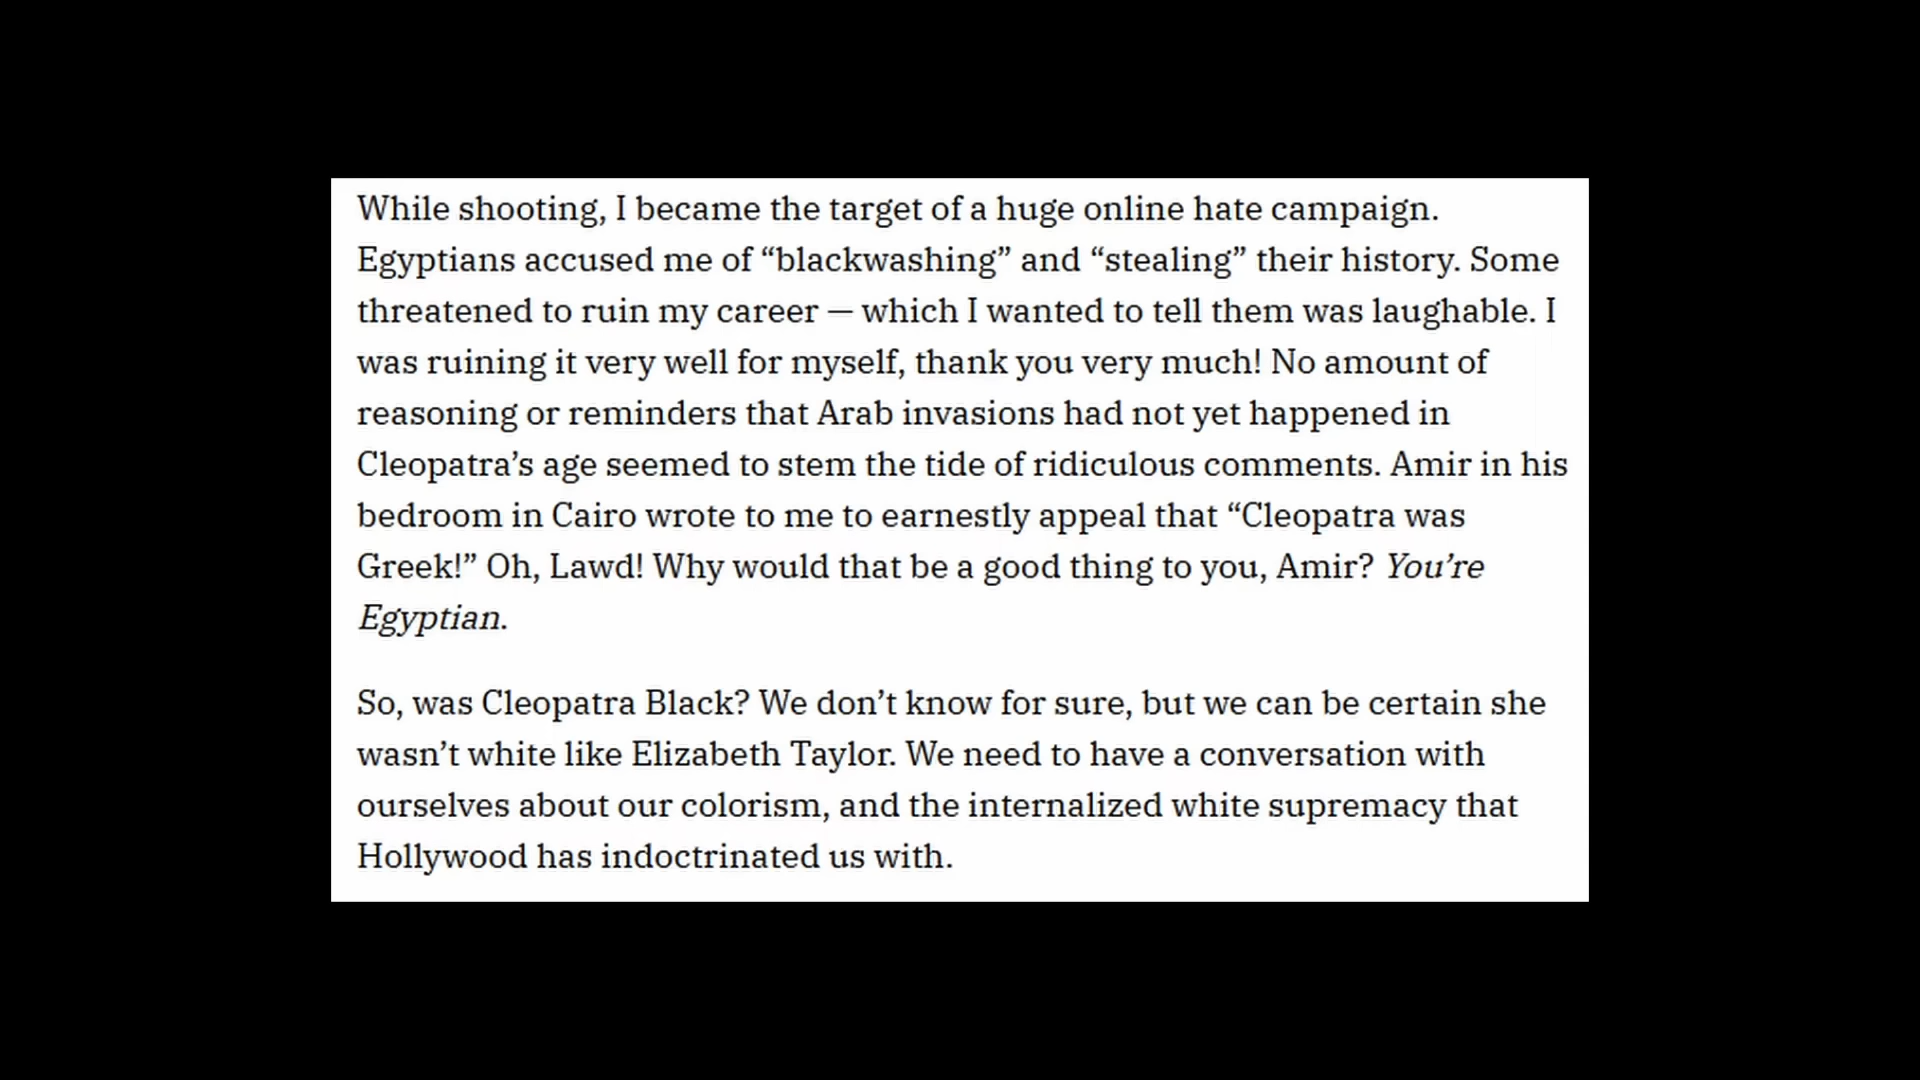 While shooting, I became the target of a huge online hate campaign.
Egyptians accused me of “blackwashing” and “stealing” their history. Some
threatened to ruin my career — which I wanted to tell them was laughable. I
was ruining it very well for myself, thank you very much! No amount of
reasoning or reminders that Arab invasions had not yet happened in
Cleopatra’s age seemed to stem the tide of ridiculous comments. Amir in his
bedroom in Cairo wrote to me to earnestly appeal that “Cleopatra was
Greek!” Oh, Lawd! Why would that be a good thing to you, Amir? You’re
Egyptian.
So, was Cleopatra Black? We don’t know for sure, but we can be certain she
wasn’t white like Elizabeth Taylor. We need to have a conversation with
ourselves about our colorism, and the internalized white supremacy that
Hollywood has indoctrinated us with.